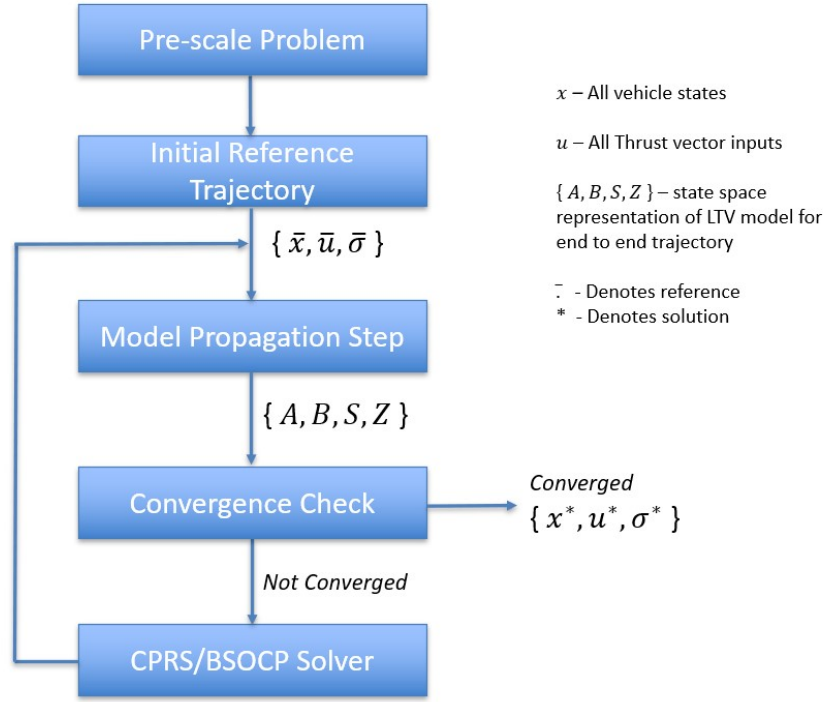 Pre-scale Problem
Initial Reference
Trajectory
{ x̄, ū, σ̄ }
Model Propagation Step
{ A, B, S, Z }
Convergence Check
Converged
{ x*, u*, σ* }
Not Converged
CPRS/BSOCP Solver
x – All vehicle states
u – All Thrust vector inputs
{ A, B, S, Z } – state space
representation of LTV model for
end to end trajectory
⁻. - Denotes reference
* - Denotes solution